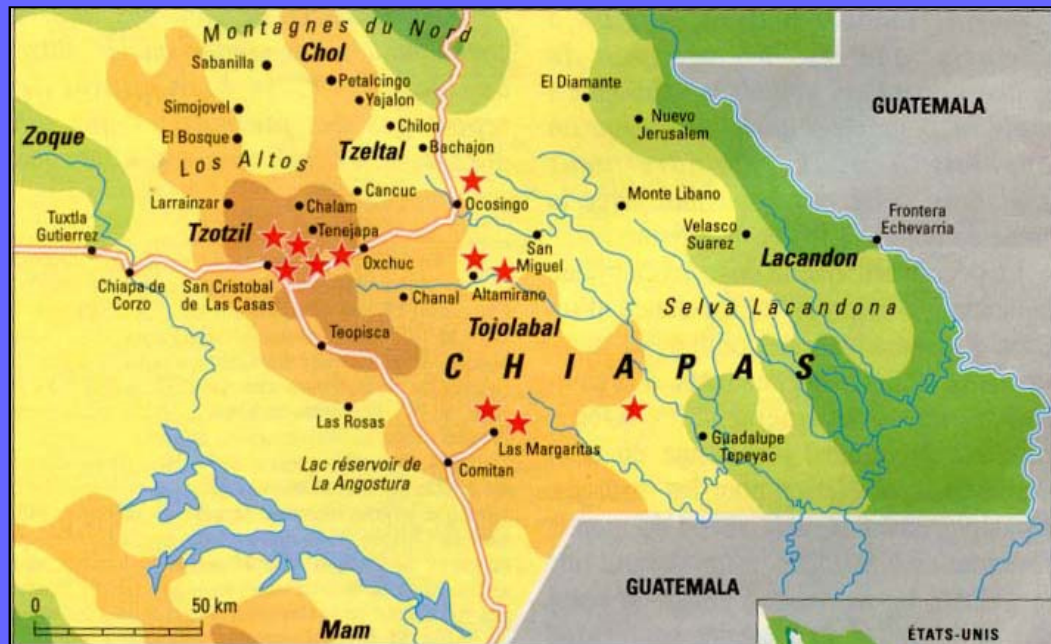 Montagnes du Nord
Chol
Sabanilla
Petalcingo
Yajalon
El Diamante
GUATEMALA
Simojovel
Nuevo
Jerusalem
Zoque
El Bosque
Chilon
Tzeltal
Bachajon
Los Altos
Cancuc
Larrainzar
Chalam
Ocosingo
Monte Libano
Tuxtla
Gutierrez
Tzotzil
Tenejapa
Velasco
Suarez
Frontera
Echevarria
Oxchuc
San
Miguel
Lacandon
Chiapa de
Corzo
San Cristobal
de Las Casas
Chanal
Altamirano
Selva Lacandona
Teopisca
Tojolabal
CHIAPAS
Las Rosas
Las Margaritas
Guadalupe
Tepeyac
Lac réservoir de
La Angostura
Comitan
GUATEMALA
0 50 km
Mam
ÉTATS-UNIS